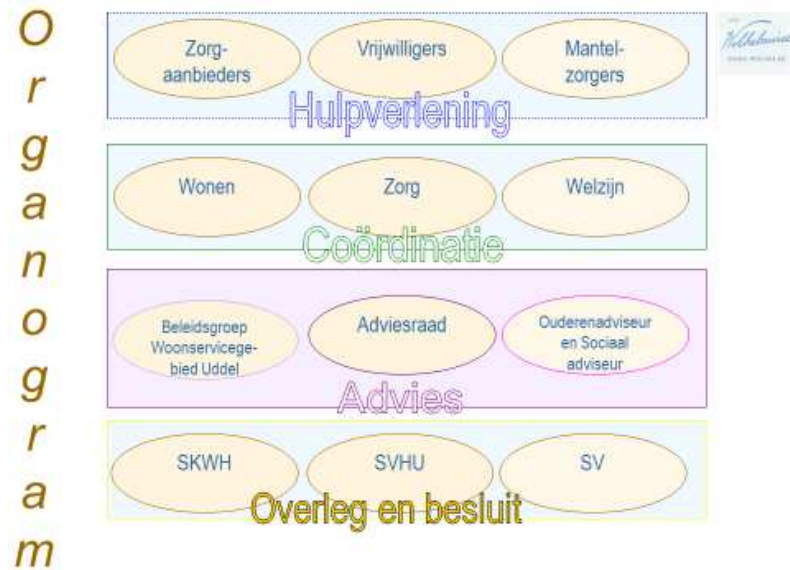 Organogram
Zorg-
aanbieders
Vrijwilligers
Mantel-
zorgers
Hulpverlening
Wonen
Zorg
Welzijn
Coördinatie
Beleidsgroep
Woonservicege-
bied Uddel
Adviesraad
Ouderenadviseur
en Sociaal
adviseur
Advies
SKWH
SVHU
SV
Overleg en besluit